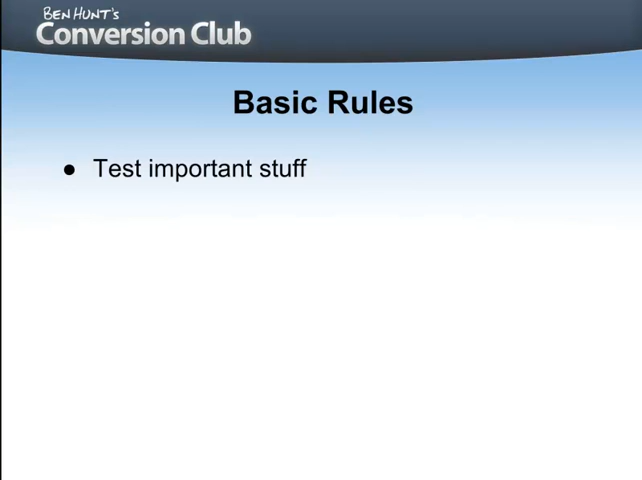 BEN HUNT'S
Conversion Club
Basic Rules
● Test important stuff